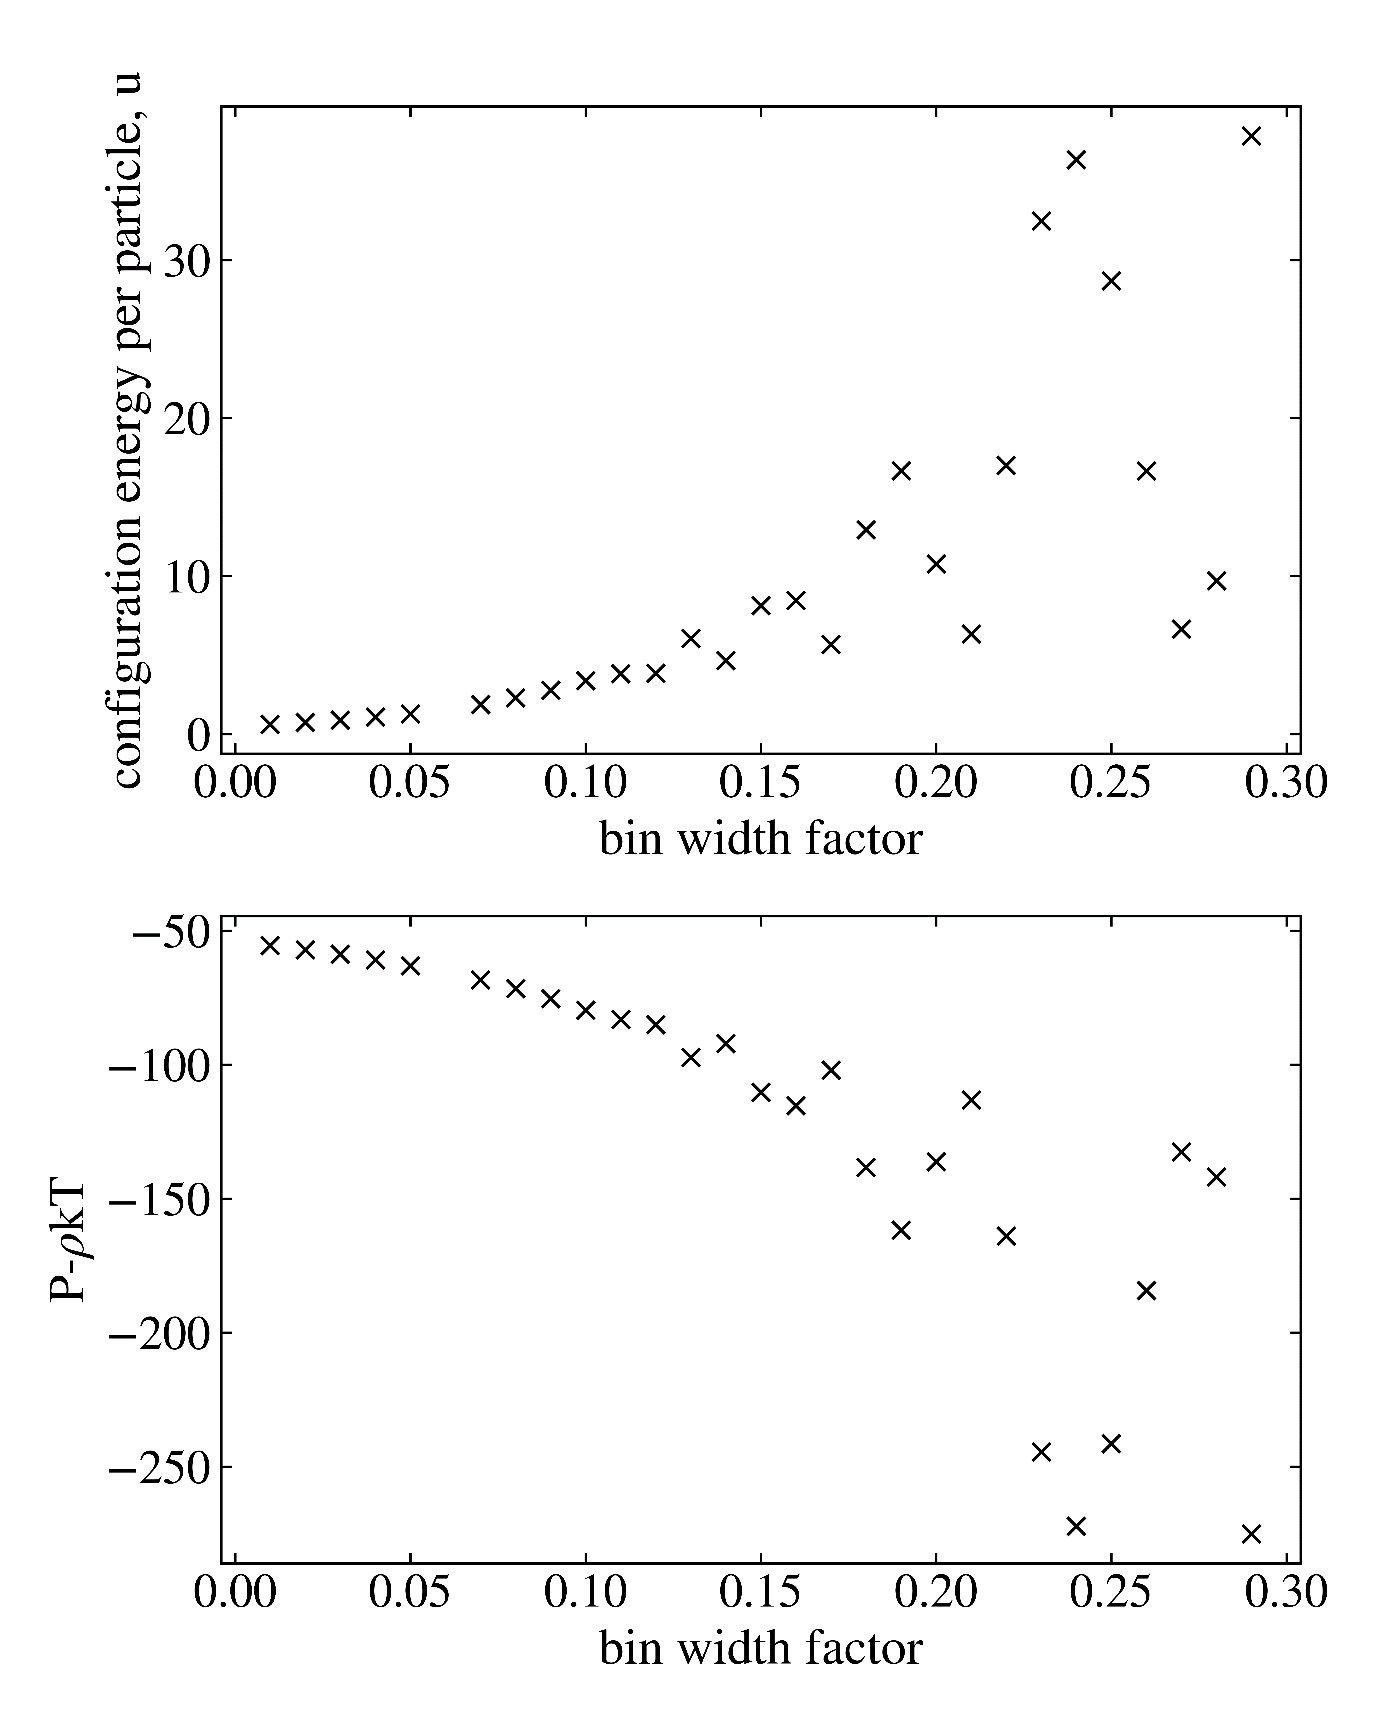 configuration energy per particle, u
30
20
10
0
0.00 0.05 0.10 0.15 0.20 0.25 0.30
bin width factor
P-ρkT
−50
−100
−150
−200
−250
0.00 0.05 0.10 0.15 0.20 0.25 0.30
bin width factor